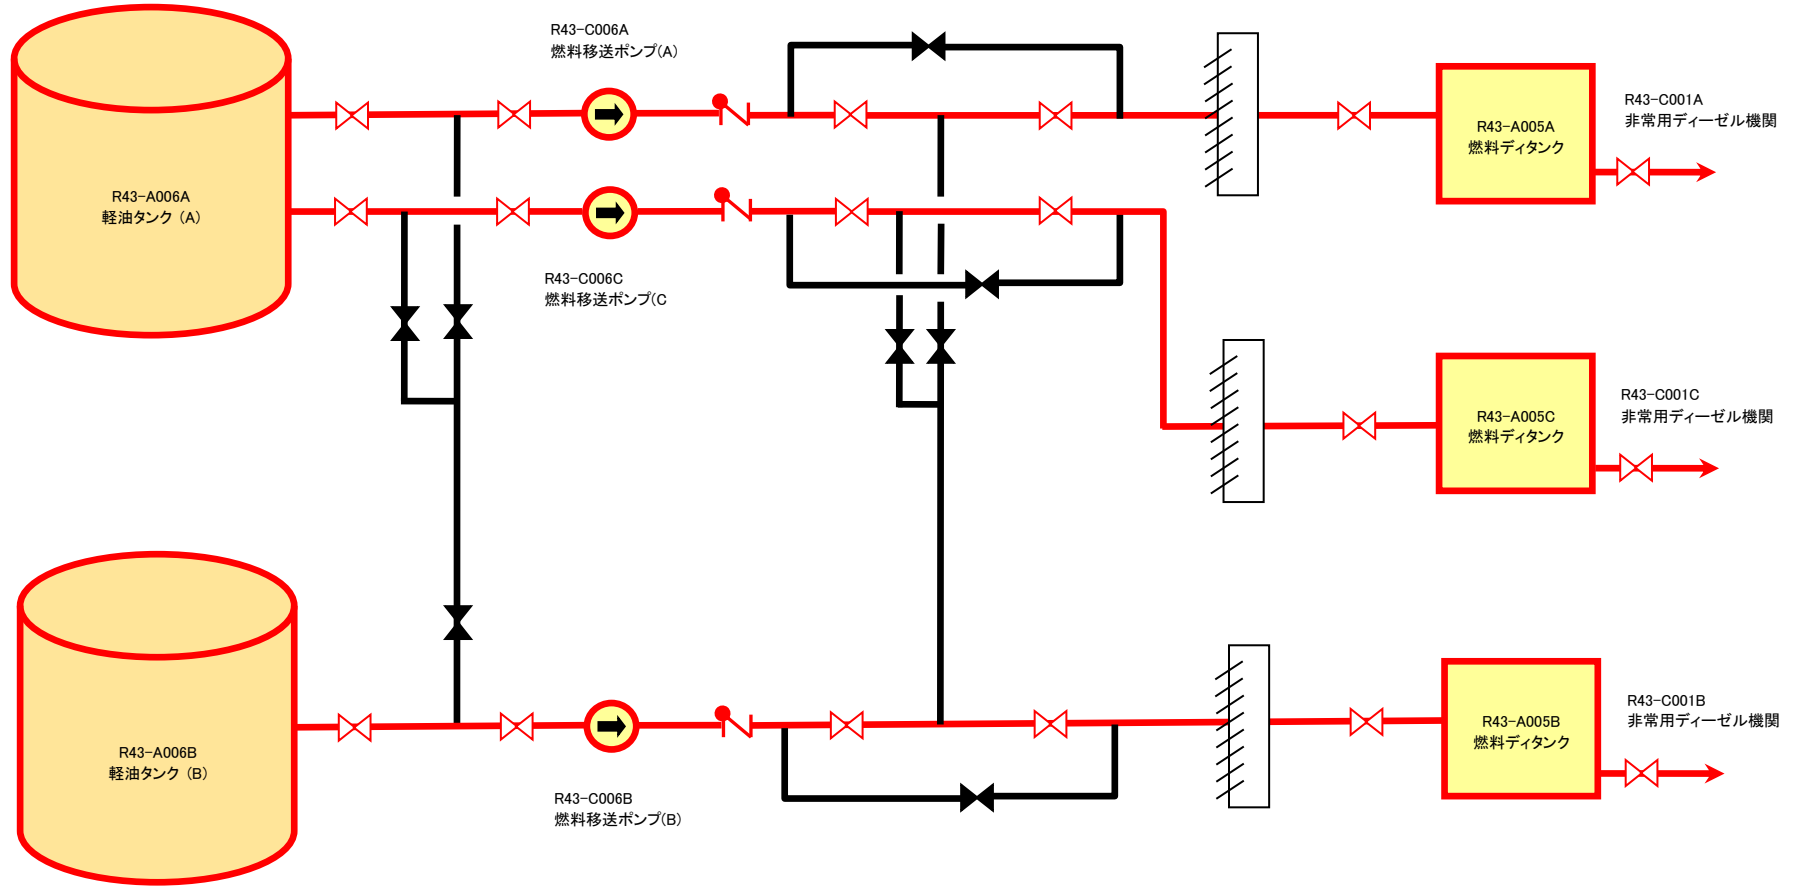 R43-C006A
燃料移送ポンプ(A)
R43-C001A
非常用ディーゼル機関
R43-A005A
燃料ディタンク
R43-A006A
軽油タンク (A)
R43-C006C
燃料移送ポンプ(C
R43-C001C
非常用ディーゼル機関
R43-A005C
燃料ディタンク
R43-C001B
非常用ディーゼル機関
R43-A005B
燃料ディタンク
R43-A006B
軽油タンク (B)
R43-C006B
燃料移送ポンプ(B)